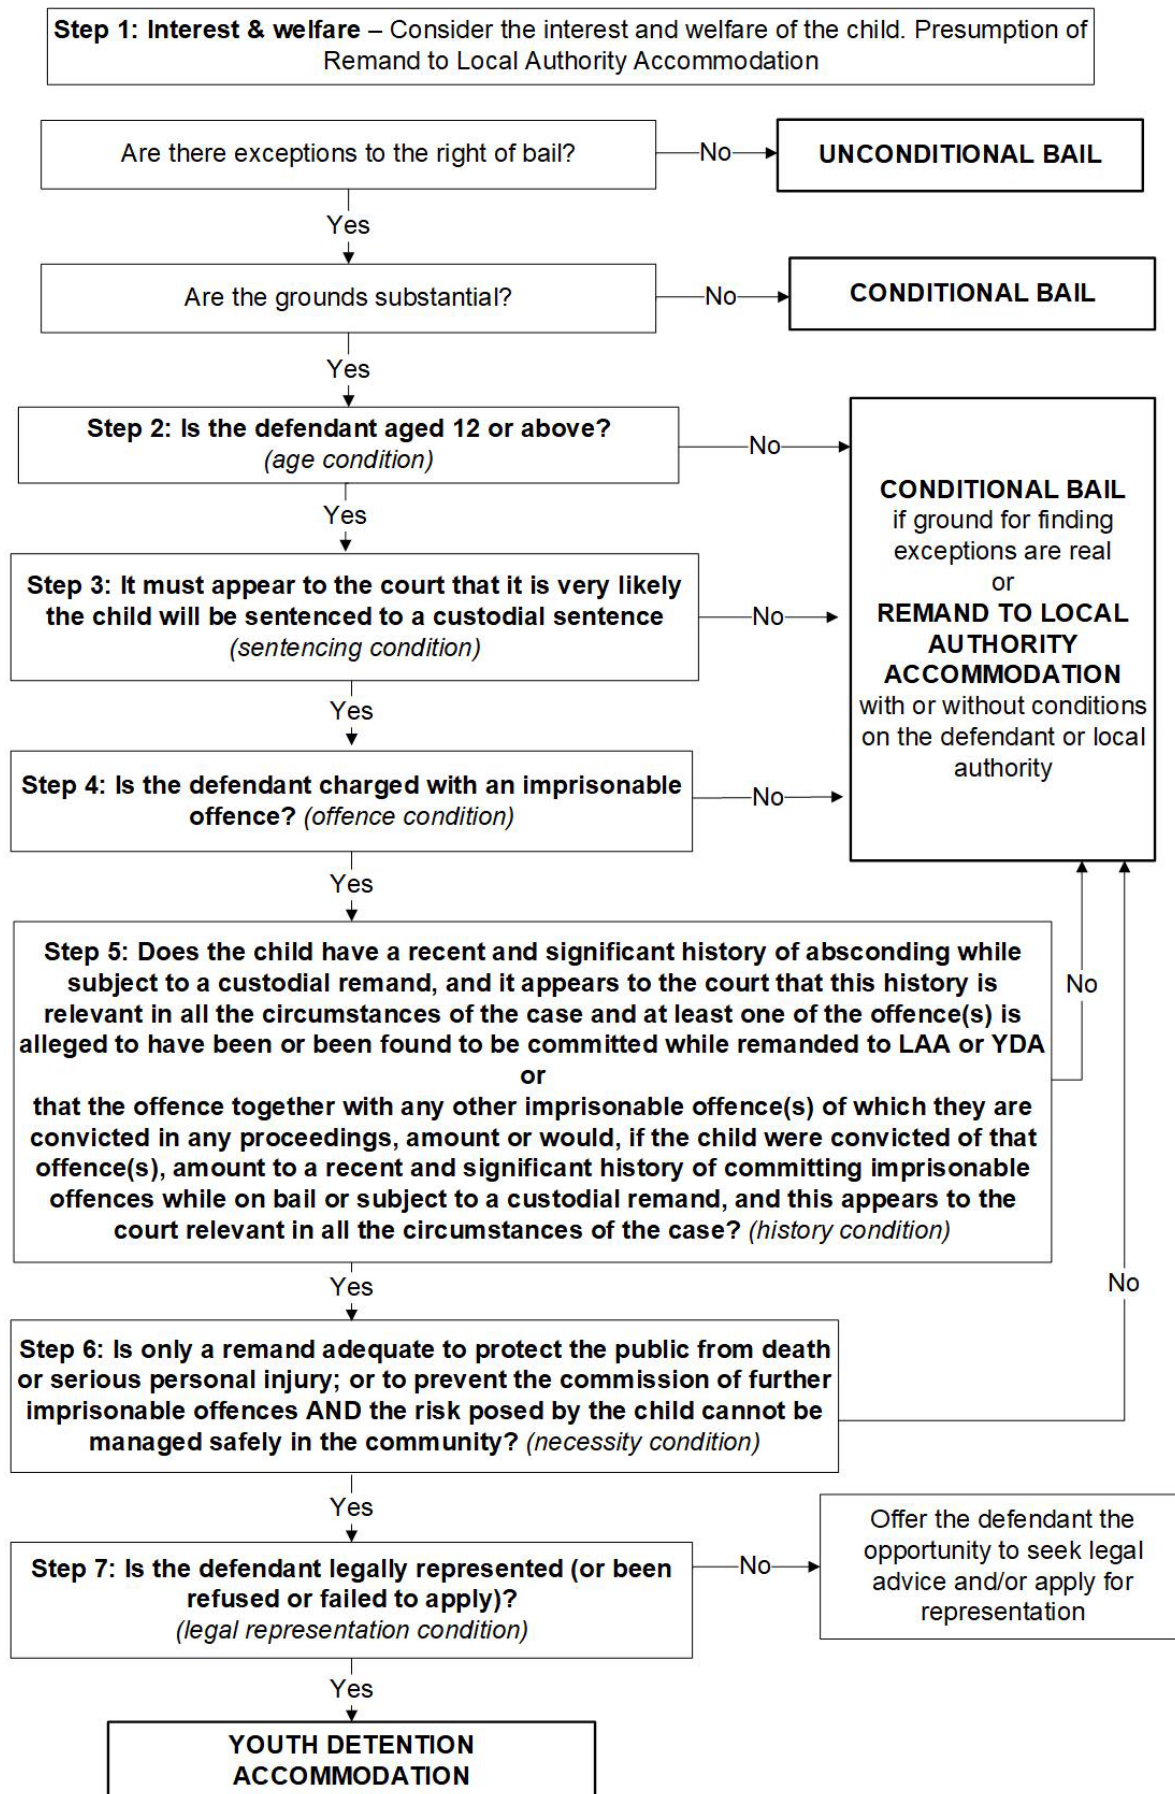 Step 1: Interest & welfare – Consider the interest and welfare of the child. Presumption of
Remand to Local Authority Accommodation
Are there exceptions to the right of bail?
No
UNCONDITIONAL BAIL
Yes
Are the grounds substantial?
No
CONDITIONAL BAIL
Yes
Step 2: Is the defendant aged 12 or above?
(age condition)
No
CONDITIONAL BAIL
if ground for finding
exceptions are real
or
REMAND TO LOCAL
AUTHORITY
ACCOMMODATION
with or without conditions
on the defendant or local
authority
Yes
Step 3: It must appear to the court that it is very likely
the child will be sentenced to a custodial sentence
(sentencing condition)
No
Yes
Step 4: Is the defendant charged with an imprisonable
offence? (offence condition)
No
Yes
Step 5: Does the child have a recent and significant history of absconding while
subject to a custodial remand, and it appears to the court that this history is
relevant in all the circumstances of the case and at least one of the offence(s) is
alleged to have been or been found to be committed while remanded to LAA or YDA
or
that the offence together with any other imprisonable offence(s) of which they are
convicted in any proceedings, amount or would, if the child were convicted of that
offence(s), amount to a recent and significant history of committing imprisonable
offences while on bail or subject to a custodial remand, and this appears to the
court relevant in all the circumstances of the case? (history condition)
No
Yes
Step 6: Is only a remand adequate to protect the public from death
or serious personal injury; or to prevent the commission of further
imprisonable offences AND the risk posed by the child cannot be
managed safely in the community? (necessity condition)
No
Yes
Step 7: Is the defendant legally represented (or been
refused or failed to apply)?
(legal representation condition)
No
Offer the defendant the
opportunity to seek legal
advice and/or apply for
representation
Yes
YOUTH DETENTION
ACCOMMODATION